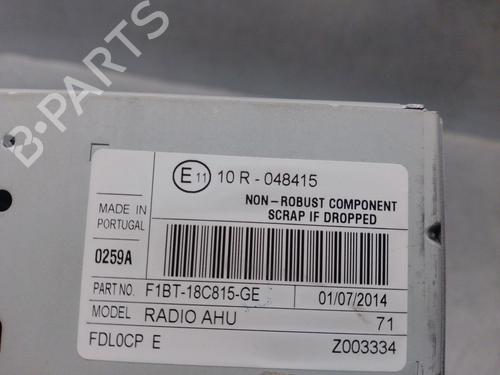 B-PARTS
E 11 10 R - 048415
NON-ROBUST COMPONENT
SCRAP IF DROPPED
MADE IN
PORTUGAL
0259A
PART NO. F1BT-18C815-GE 01/07/2014
MODEL RADIO AHU 71
FDL0CP E Z003334